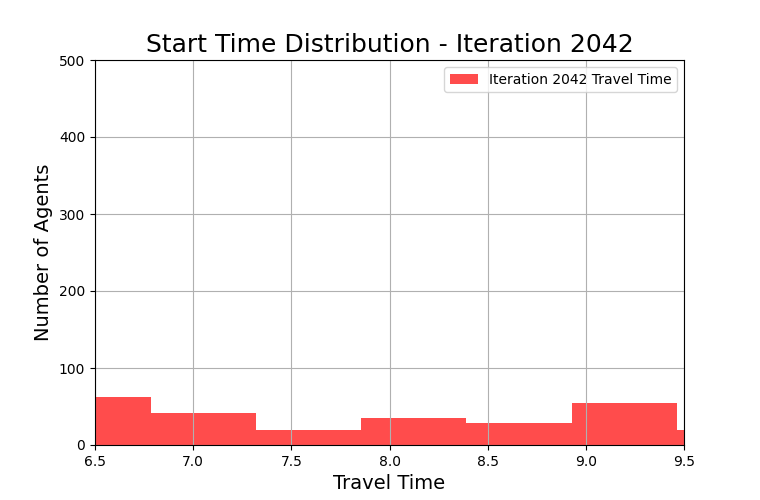 Start Time Distribution - Iteration 2042
Number of Agents
500
400
300
200
100
0
Iteration 2042 Travel Time
6.5 7.0 7.5 8.0 8.5 9.0 9.5
Travel Time